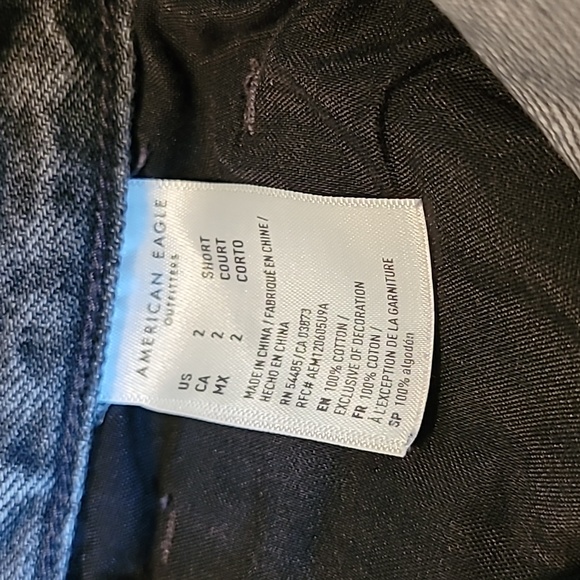 AMERICAN EAGLE
OUTFITTERS
US 2 SHORT
CA 2 COURT
MX 2 CORTO
MADE IN CHINA / FABRIQUÉ EN CHINE /
HECHO EN CHINA
RN 54485/CA 03873
RFC# AEM120605U9A
EN 100% COTTON /
EXCLUSIVE OF DECORATION
FR 100% COTON /
À L'EXCEPTION DE LA GARNITURE
SP 100% algodón